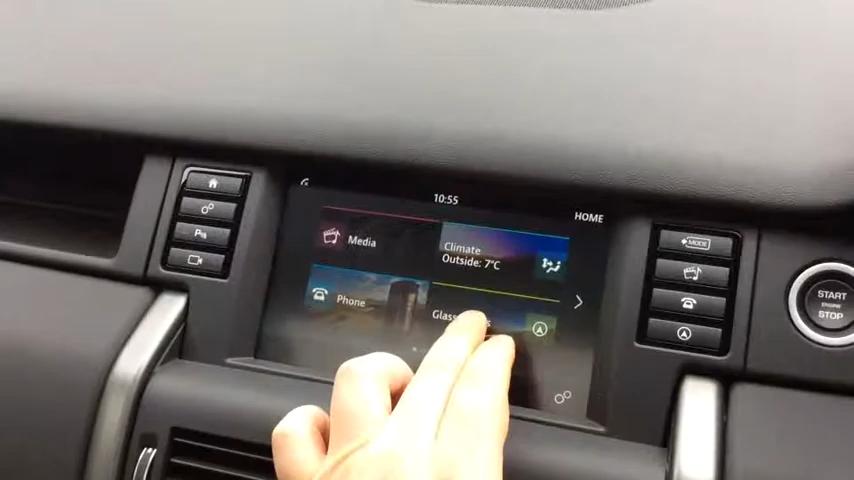 10:55
HOME
Media
Climate
Outside: 7°C
Phone
MODE
START
ENGINE
STOP